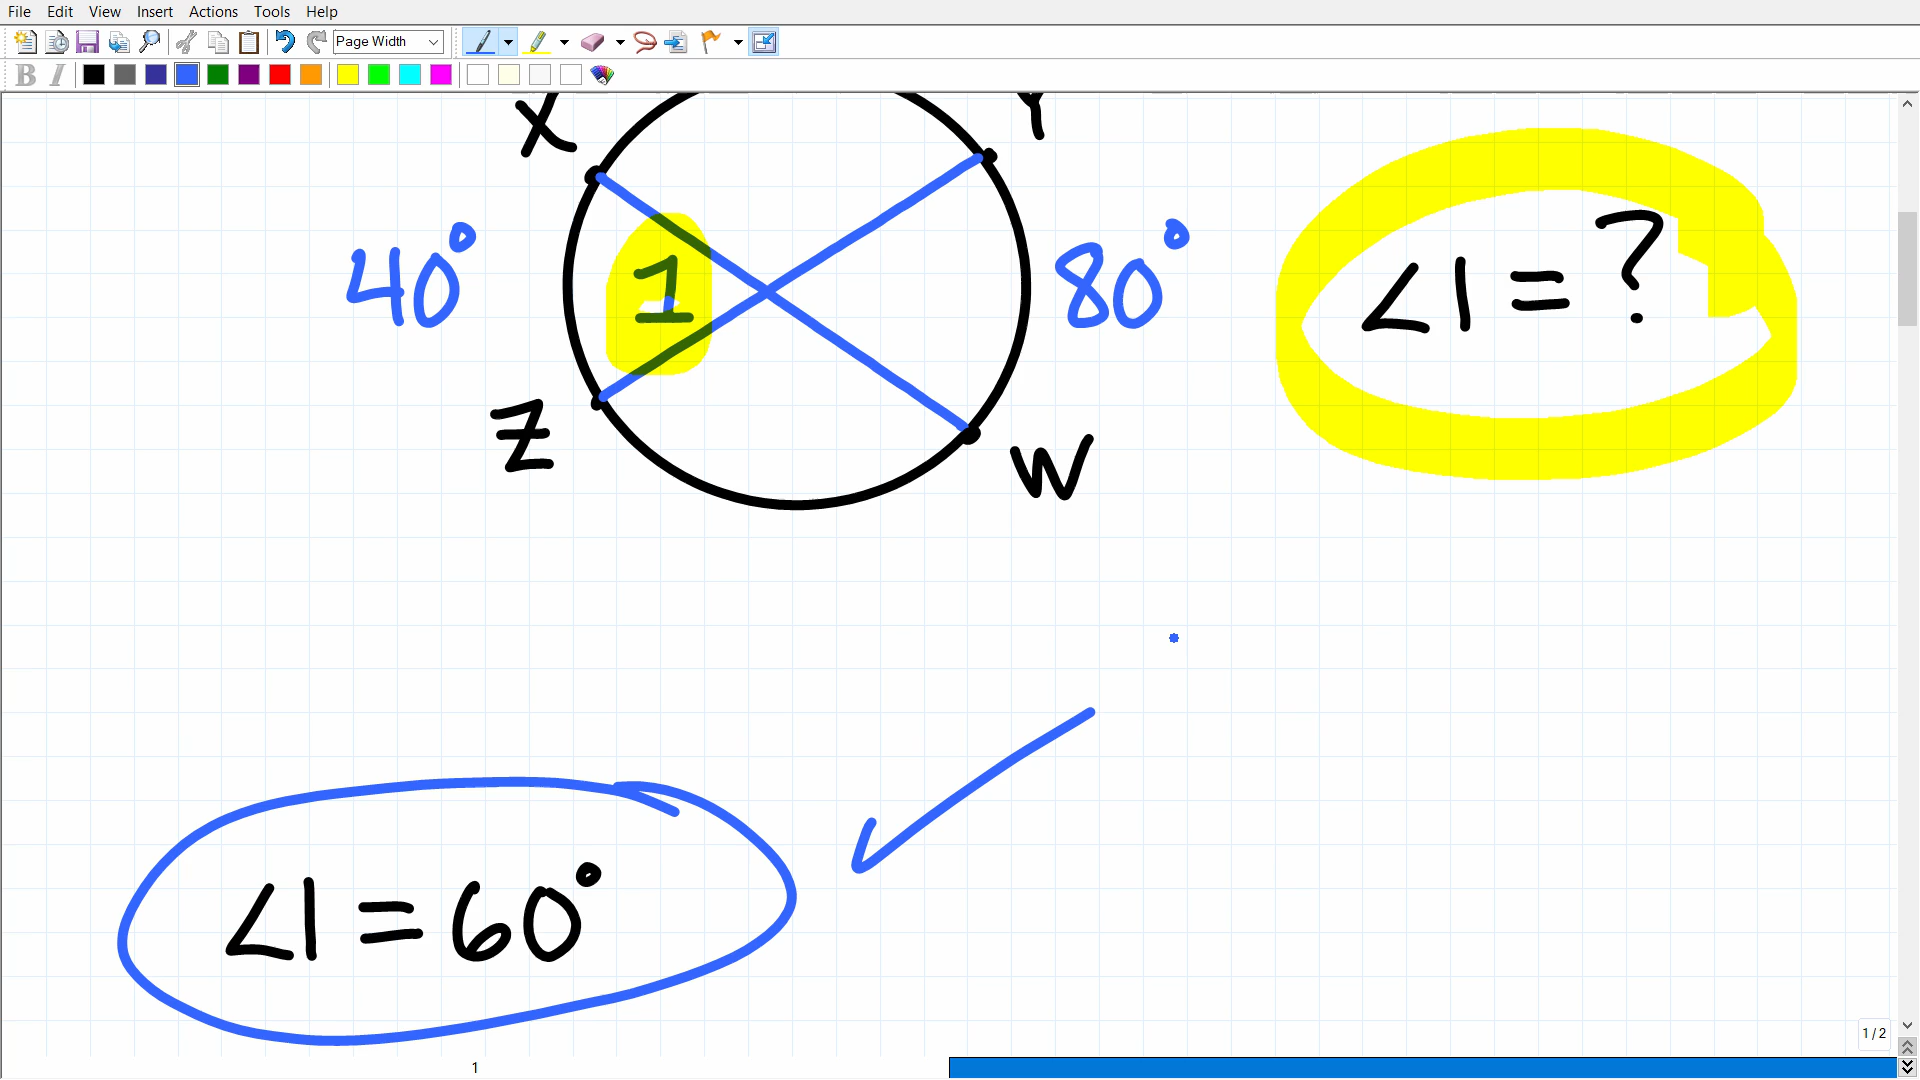 File Edit View Insert Actions Tools Help
Page Width
B I
X Y
40° 1 80° ∠1 = ?
Z W
∠1 = 60°
1 / 2
1